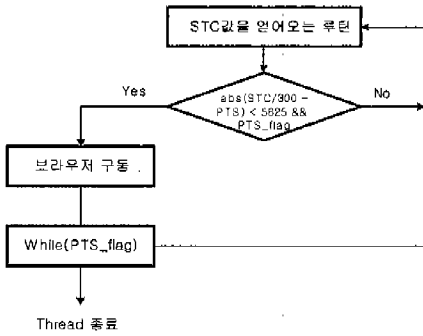 STC값을 얻어오는 루틴
Yes
No
abs(STC/300 –
PTS) < 5625 &&
PTS_flag
보라우저 구동
While(PTS_flag)
Thread 종료